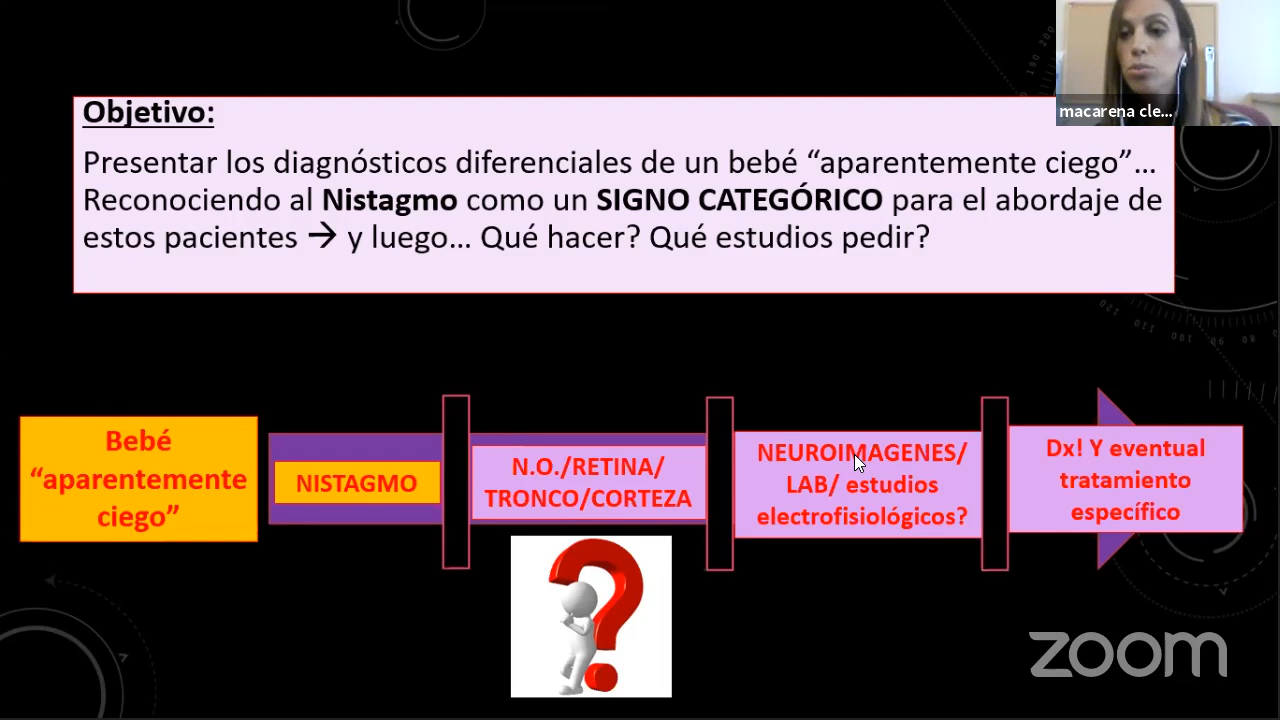 Objetivo:
Presentar los diagnósticos diferenciales de un bebé “aparentemente ciego”…
Reconociendo al Nistagmo como un SIGNO CATEGÓRICO para el abordaje de
estos pacientes → y luego… Qué hacer? Qué estudios pedir?
macarena cle...
Bebé
“aparentemente
ciego”
NISTAGMO
N.O./RETINA/
TRONCO/CORTEZA
NEUROIMAGENES/
LAB/ estudios
electrofisiológicos?
Dx! Y eventual
tratamiento
específico
zoom